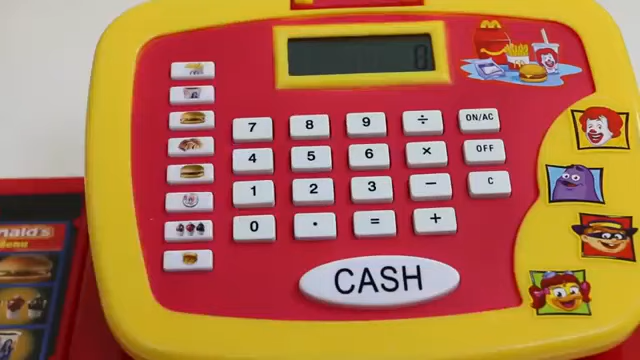 0
7 8 9 ÷ ON/AC
4 5 6 × OFF
1 2 3 − C
0 . = +
CASH
nald's
Menu